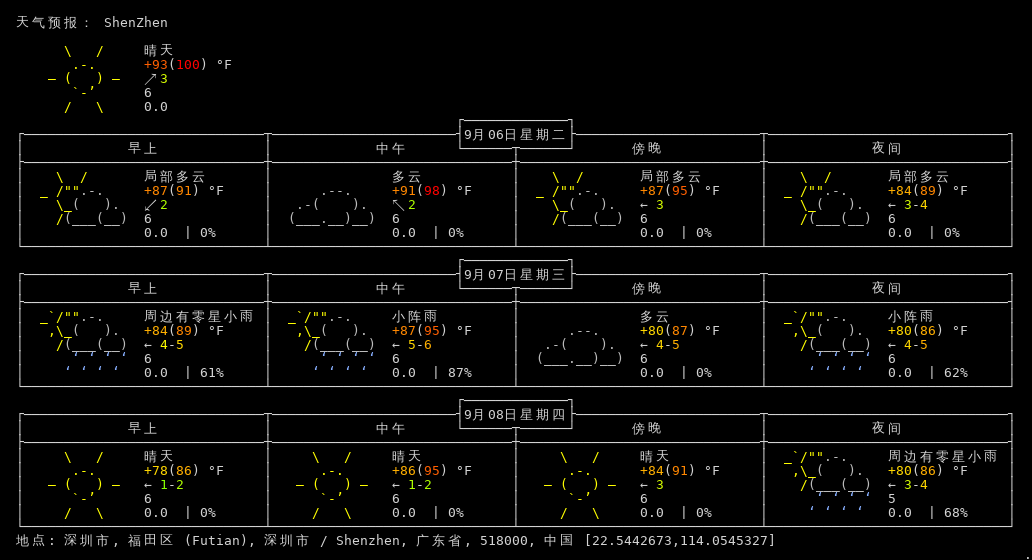 天气预报： ShenZhen
晴天
+93(100) °F
↗3
6
0.0
9月06日星期二
早上 中午 傍晚 夜间
局部多云 多云 局部多云 局部多云
+87(91) °F +91(98) °F +87(95) °F +84(89) °F
↙2 ↖2 ← 3 ← 3-4
6 6 6 6
0.0 | 0% 0.0 | 0% 0.0 | 0% 0.0 | 0%
9月07日星期三
早上 中午 傍晚 夜间
周边有零星小雨 小阵雨 多云 小阵雨
+84(89) °F +87(95) °F +80(87) °F +80(86) °F
← 4-5 ← 5-6 ← 4-5 ← 4-5
6 6 6 6
0.0 | 61% 0.0 | 87% 0.0 | 0% 0.0 | 62%
9月08日星期四
早上 中午 傍晚 夜间
晴天 晴天 晴天 周边有零星小雨
+78(86) °F +86(95) °F +84(91) °F +80(86) °F
← 1-2 ← 1-2 ← 3 ← 3-4
6 6 6 5
0.0 | 0% 0.0 | 0% 0.0 | 0% 0.0 | 68%
地点: 深圳市, 福田区 (Futian), 深圳市 / Shenzhen, 广东省, 518000, 中国 [22.5442673,114.0545327]